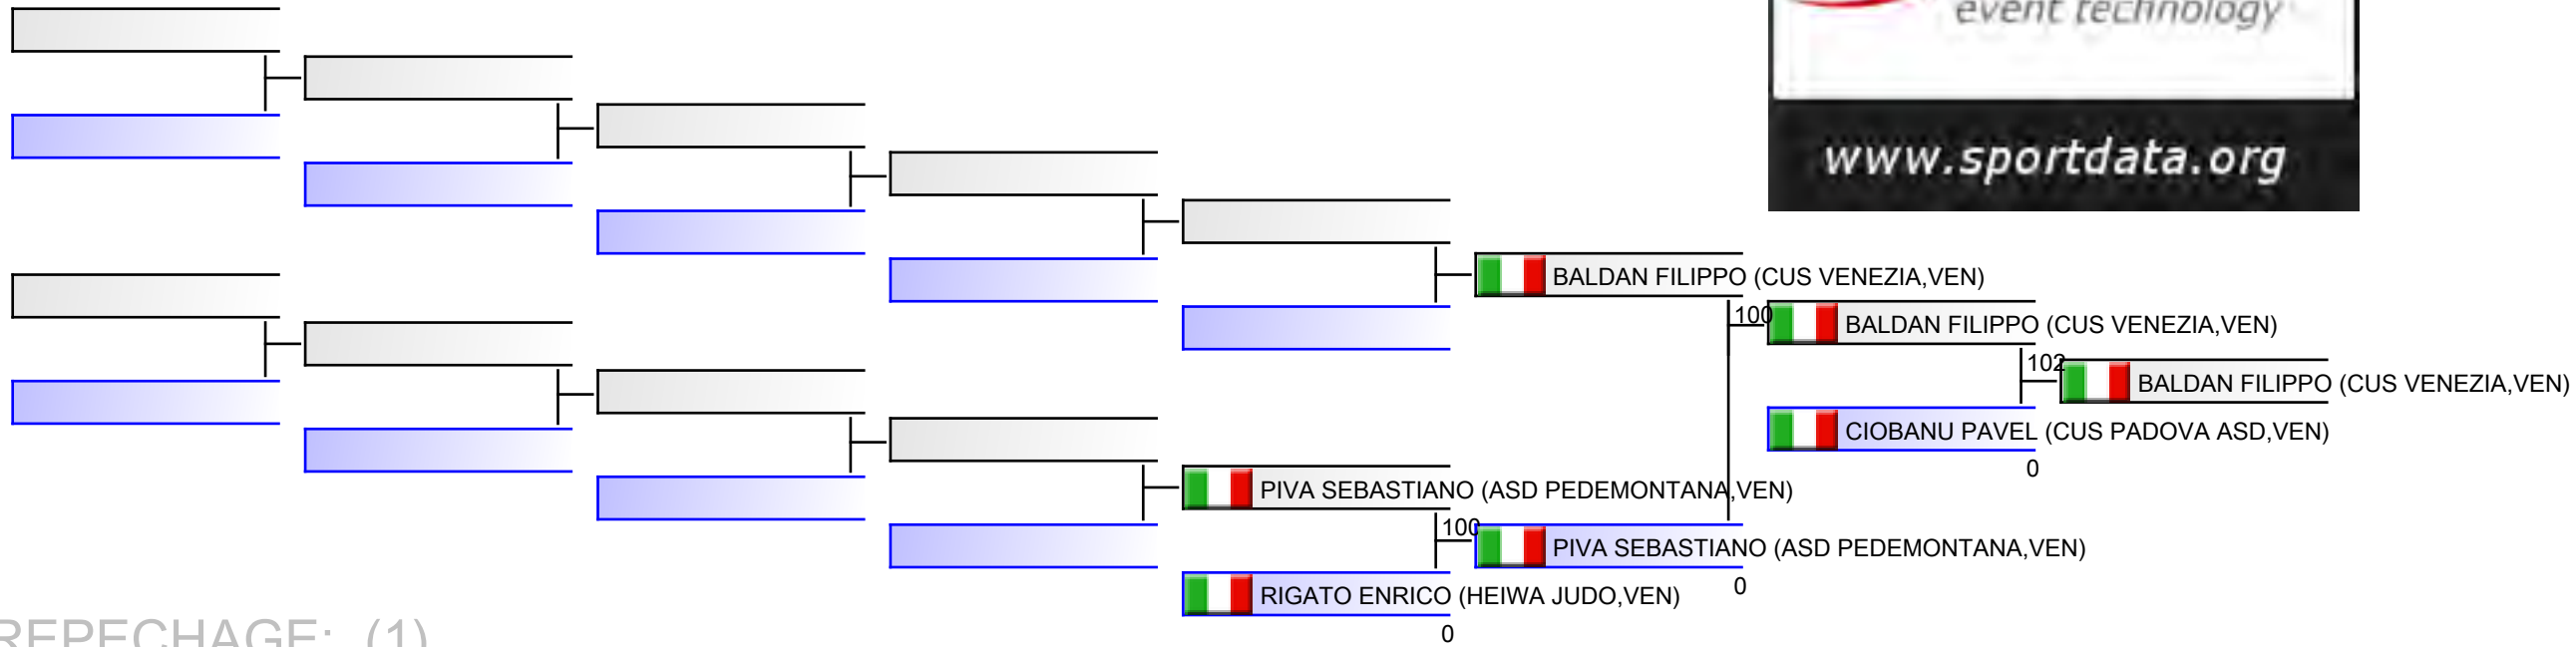 event technology
www.sportdata.org
BALDAN FILIPPO (CUS VENEZIA,VEN)
100
BALDAN FILIPPO (CUS VENEZIA,VEN)
102
BALDAN FILIPPO (CUS VENEZIA,VEN)
CIOBANU PAVEL (CUS PADOVA ASD,VEN)
0
PIVA SEBASTIANO (ASD PEDEMONTANA,VEN)
100
PIVA SEBASTIANO (ASD PEDEMONTANA,VEN)
0
RIGATO ENRICO (HEIWA JUDO,VEN)
0
REPECHAGE: (1)